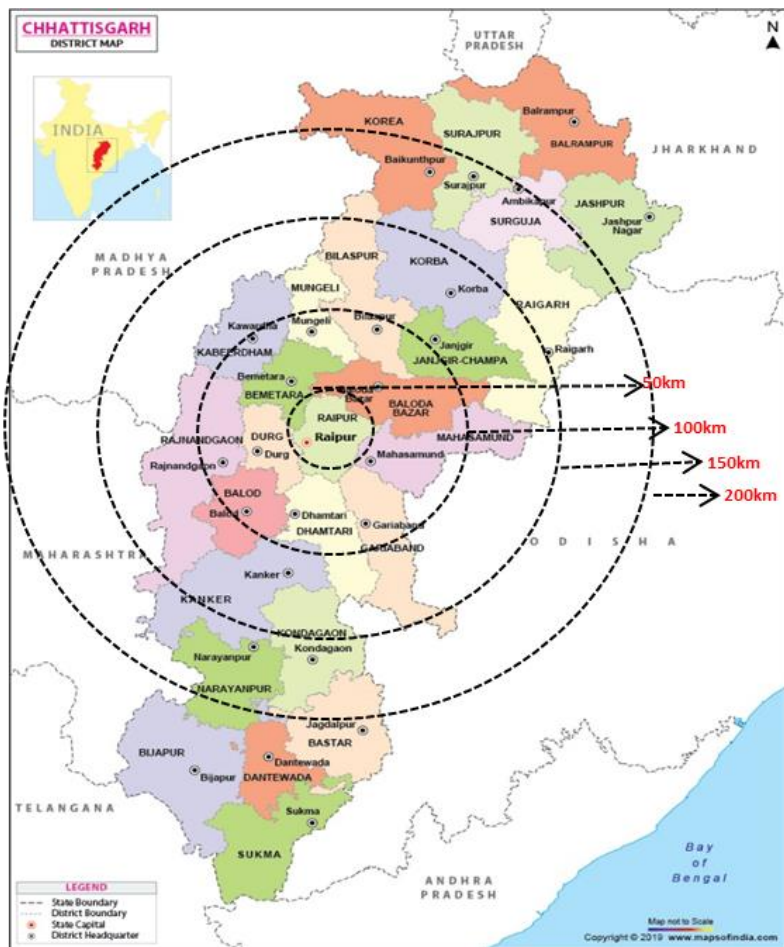 CHHATTISGARH
DISTRICT MAP
N
UTTAR
PRADESH
INDIA
KOREA
Balrampur
SURAJPUR
BALRAMPUR
JHARKHAND
Baikunthpur
Surajpur
Ambikapur
JASHPUR
SURGUJA
Jashpur
Nagar
MADHYA
PRADESH
BILASPUR
KORBA
MUNGELI
Korba
RAIGARH
Kawardha
Mungeli
Bilaspur
Janjgir
KABEERDHAM
JANJGIR-CHAMPA
Raigarh
Bemetara
BEMETARA
Baloda
Bazar
BALODA
BAZAR
50km
RAIPUR
Raipur
RAJNANDGAON
DURG
MAHASAMUND
100km
Durg
Mahasamund
Rajnandgaon
150km
BALOD
200km
Balod
Dhamtari
DHAMTARI
Gariaband
GARIABAND
ODISHA
MAHARASHTRA
Kanker
KANKER
KONDAGAON
Narayanpur
Kondagaon
NARAYANPUR
Jagdalpur
BASTAR
BIJAPUR
Dantewada
Bijapur
DANTEWADA
TELANGANA
Sukma
SUKMA
Bay
of
Bengal
ANDHRA
PRADESH
LEGEND
State Boundary
District Boundary
State Capital
District Headquarter
Map not to Scale
Copyright © 2019 www.mapsofindia.com